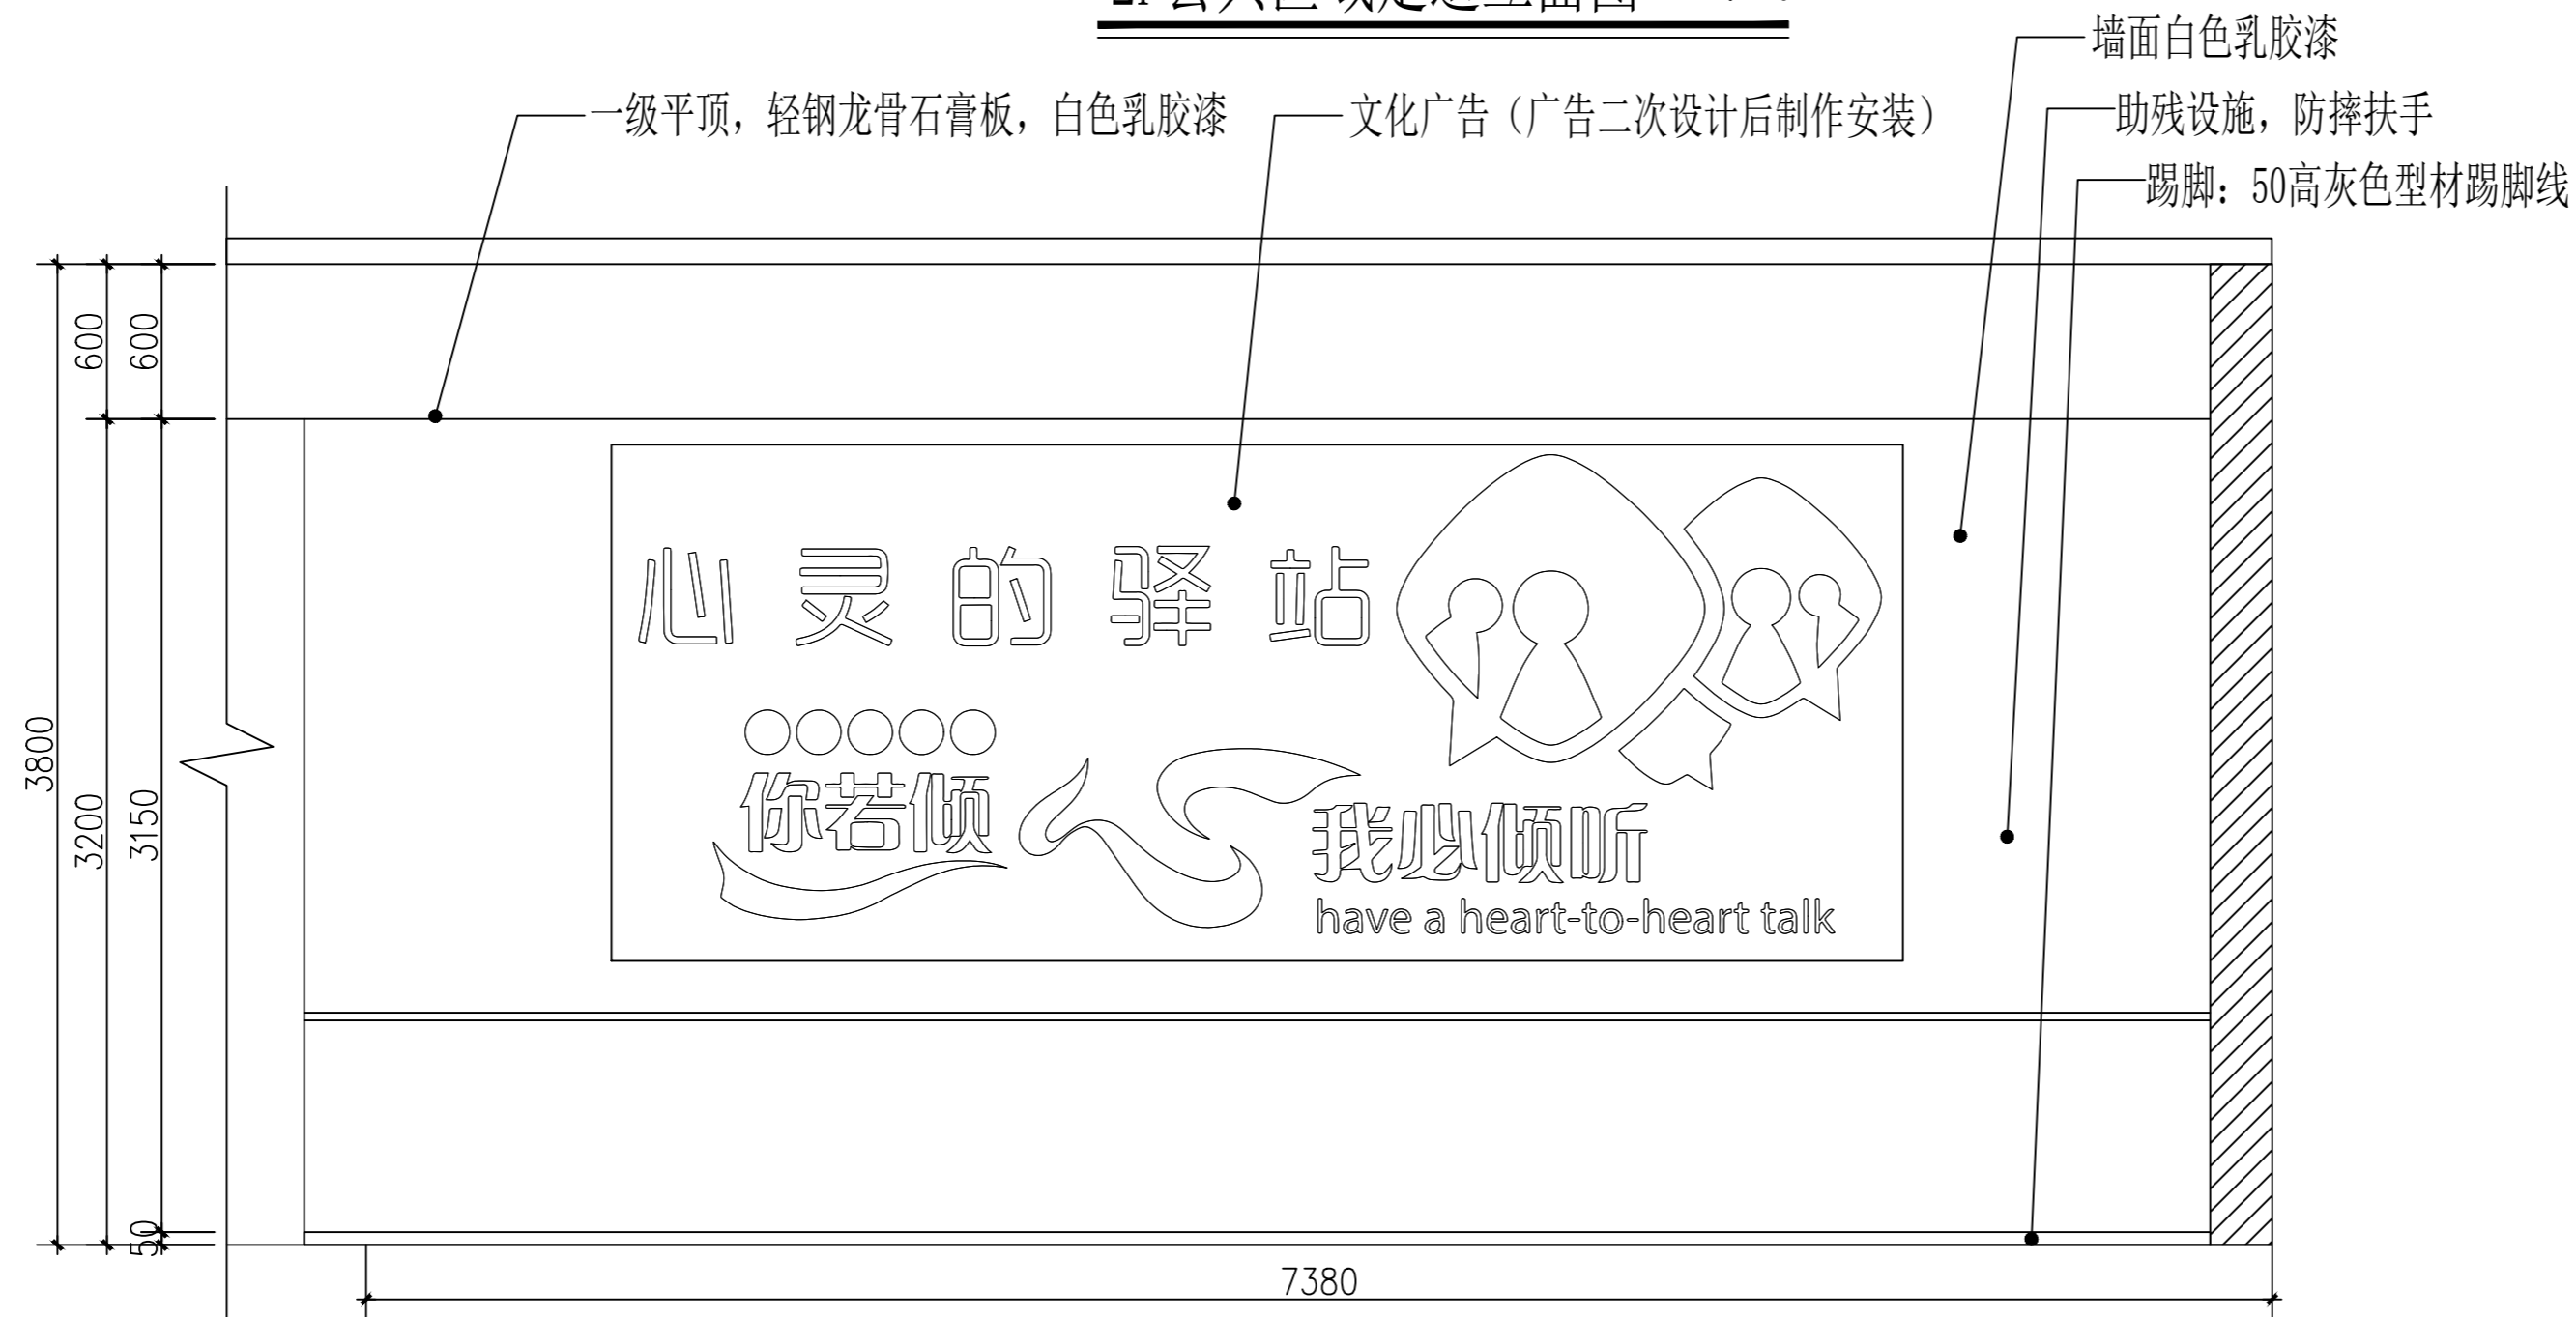 墙面白色乳胶漆
一级平顶，轻钢龙骨石膏板，白色乳胶漆
文化广告（广告二次设计后制作安装）
助残设施，防摔扶手
踢脚：50高灰色型材踢脚线
600
600
心灵的驿站
3800
3200
3150
你若倾
我必倾听
have a heart-to-heart talk
50
7380